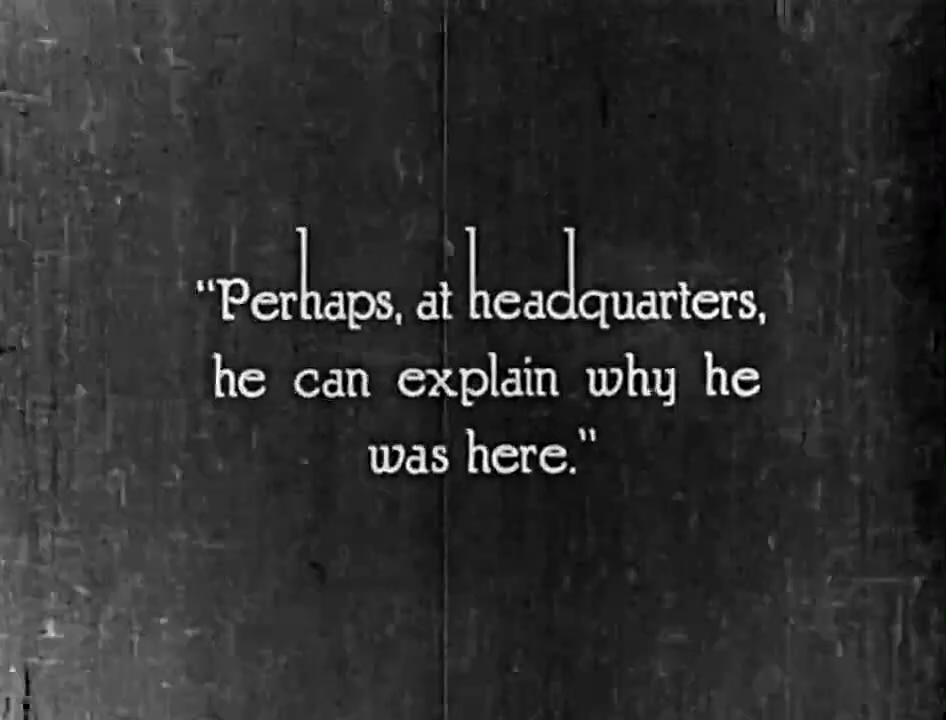 "Perhaps, at headquarters,
he can explain why he
was here."